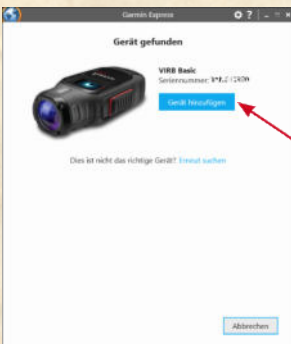 Garmin Express
Gerät gefunden
VIRB Basic
Seriennummer:
Gerät hinzufügen
Dies ist nicht das richtige Gerät? Erneut suchen
Abbrechen